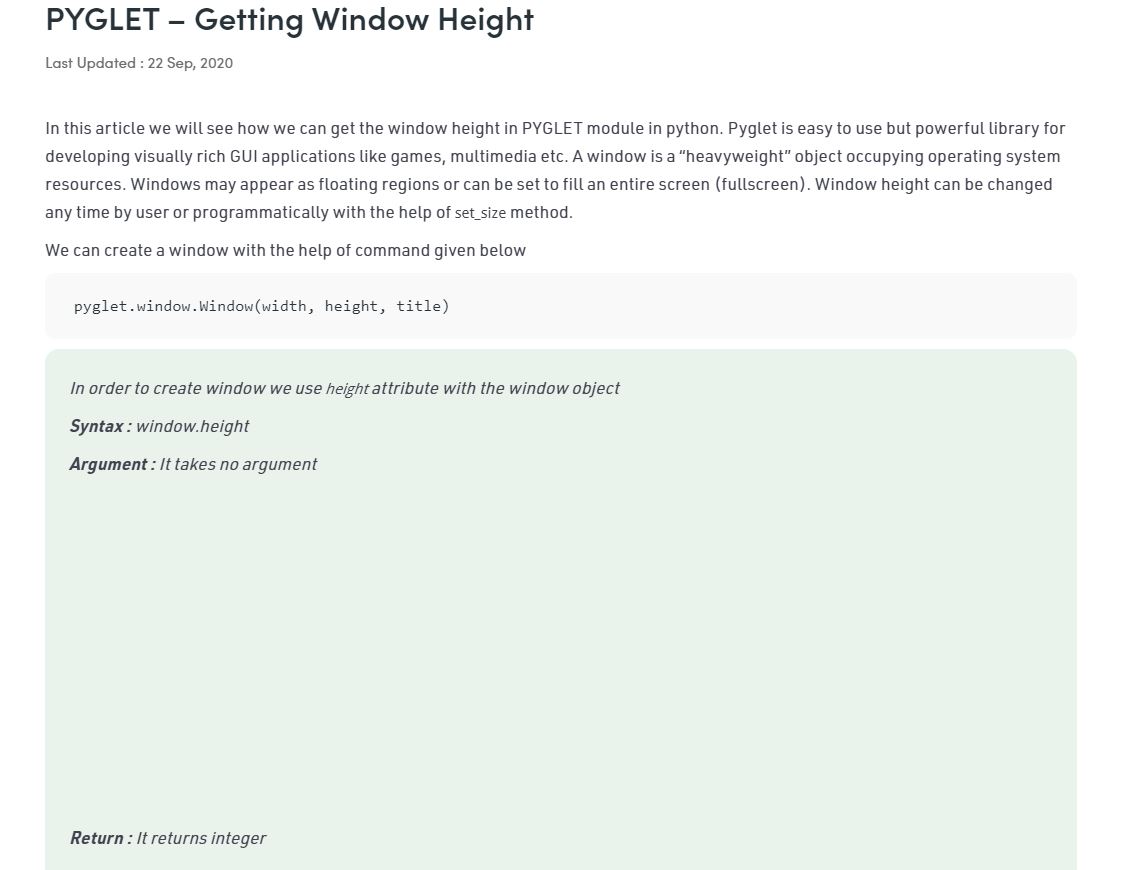 PYGLET – Getting Window Height
Last Updated : 22 Sep, 2020
In this article we will see how we can get the window height in PYGLET module in python. Pyglet is easy to use but powerful library for
developing visually rich GUI applications like games, multimedia etc. A window is a “heavyweight” object occupying operating system
resources. Windows may appear as floating regions or can be set to fill an entire screen (fullscreen). Window height can be changed
any time by user or programmatically with the help of set_size method.
We can create a window with the help of command given below
pyglet.window.Window(width, height, title)
In order to create window we use height attribute with the window object
Syntax : window.height
Argument : It takes no argument
Return : It returns integer